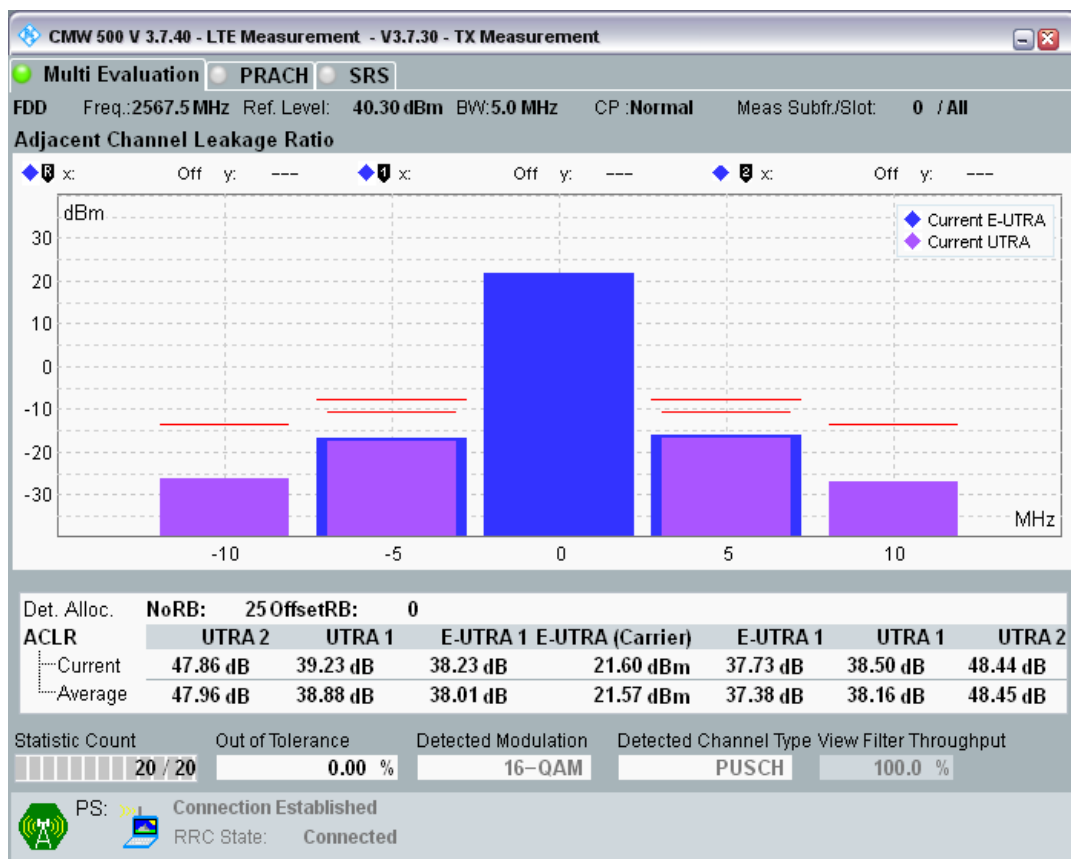 CMW 500 V 3.7.40 - LTE Measurement - V3.7.30 - TX Measurement
Multi Evaluation PRACH SRS
FDD Freq.:2567.5 MHz Ref. Level: 40.30 dBm BW:5.0 MHz CP :Normal Meas Subfr./Slot: 0 / All
Adjacent Channel Leakage Ratio
R x: Off y: --- 1 x: Off y: --- 2 x: Off y: ---
dBm
Current E-UTRA
Current UTRA
30
20
10
0
-10
-20
-30
MHz
-10 -5 0 5 10
Det. Alloc. NoRB: 25 OffsetRB: 0
ACLR UTRA 2 UTRA 1 E-UTRA 1 E-UTRA (Carrier) E-UTRA 1 UTRA 1 UTRA 2
Current 47.86 dB 39.23 dB 38.23 dB 21.60 dBm 37.73 dB 38.50 dB 48.44 dB
Average 47.96 dB 38.88 dB 38.01 dB 21.57 dBm 37.38 dB 38.16 dB 48.45 dB
Statistic Count Out of Tolerance Detected Modulation Detected Channel Type View Filter Throughput
20 / 20 0.00 % 16-QAM PUSCH 100.0 %
PS: Connection Established
RRC State: Connected